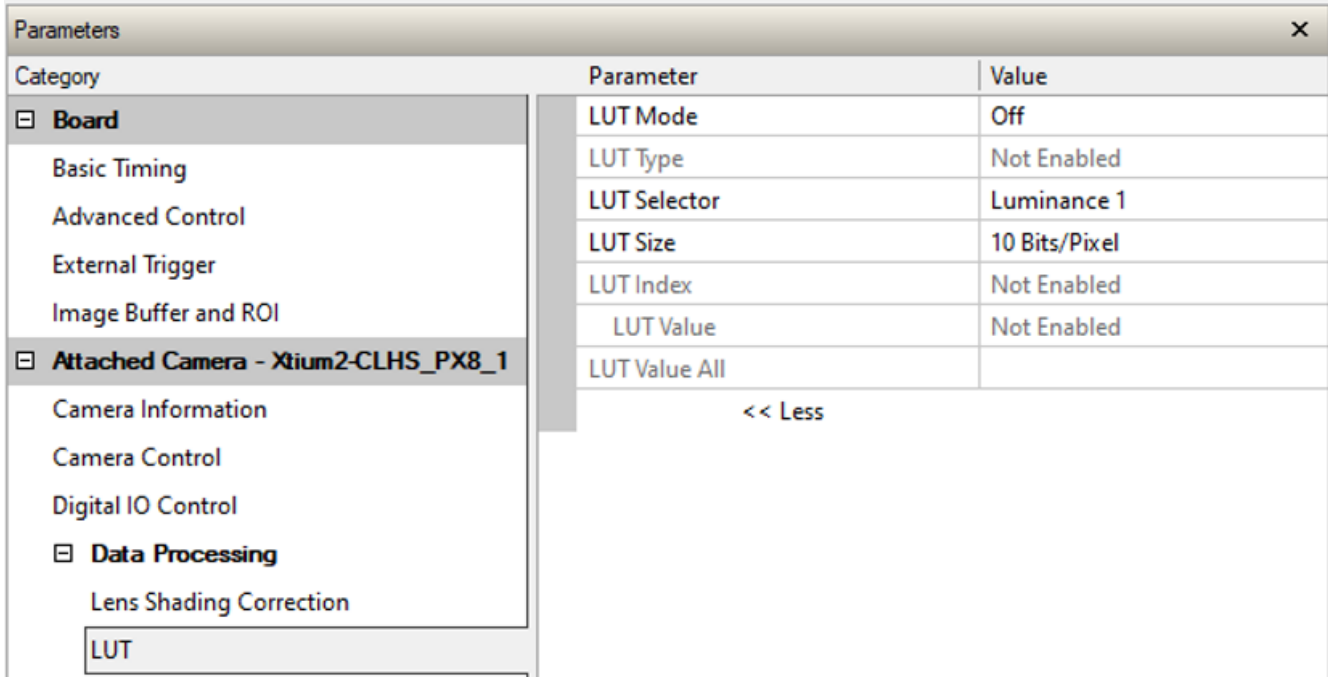 Parameters ×
Category
Board
Basic Timing
Advanced Control
External Trigger
Image Buffer and ROI
Attached Camera - Xtium2-CLHS_PX8_1
Camera Information
Camera Control
Digital IO Control
Data Processing
Lens Shading Correction
LUT
Parameter Value
LUT Mode Off
LUT Type Not Enabled
LUT Selector Luminance 1
LUT Size 10 Bits/Pixel
LUT Index Not Enabled
LUT Value Not Enabled
LUT Value All
<< Less